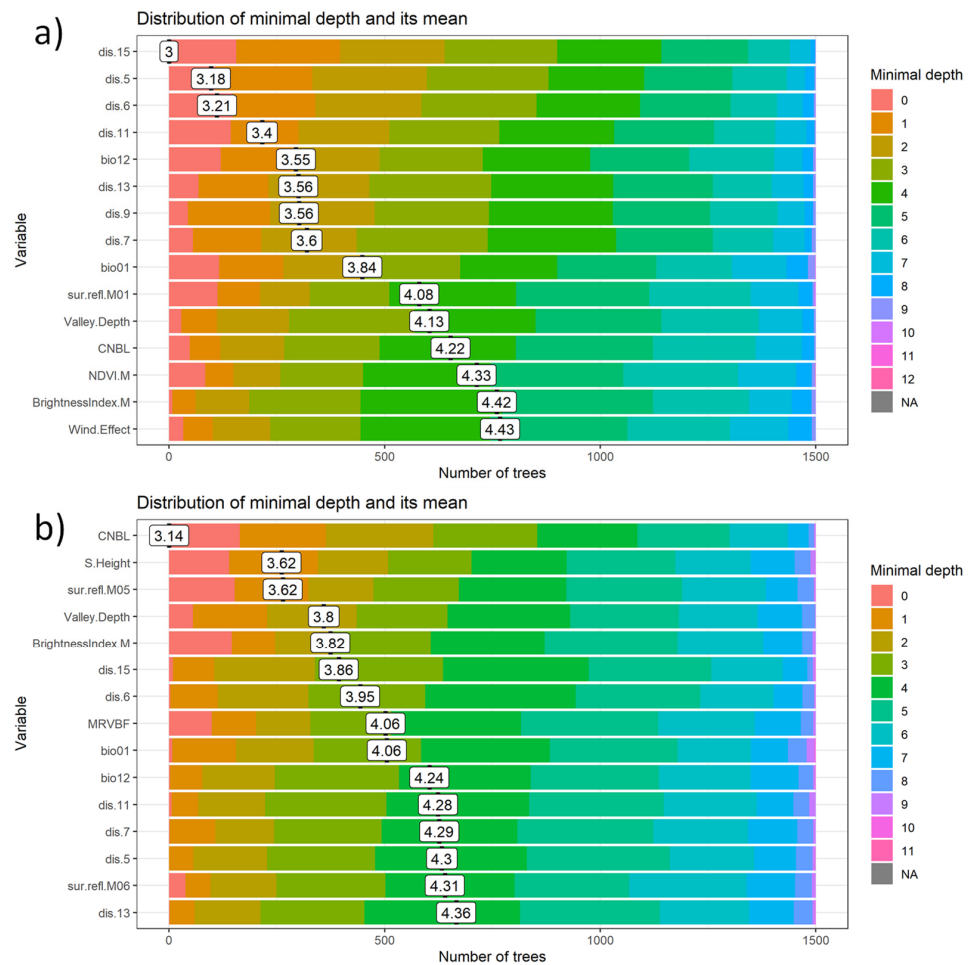 a)
Distribution of minimal depth and its mean
Variable
dis.15 3
dis.5 3.18
dis.6 3.21
dis.11 3.4
bio12 3.55
dis.13 3.56
dis.9 3.56
dis.7 3.6
bio01 3.84
sur.refl.M01 4.08
Valley.Depth 4.13
CNBL 4.22
NDVI.M 4.33
BrightnessIndex.M 4.42
Wind.Effect 4.43
0 500 1000 1500
Number of trees
Minimal depth
0
1
2
3
4
5
6
7
8
9
10
11
12
NA
b)
Distribution of minimal depth and its mean
Variable
CNBL 3.14
S.Height 3.62
sur.refl.M05 3.62
Valley.Depth 3.8
BrightnessIndex.M 3.82
dis.15 3.86
dis.6 3.95
MRVBF 4.06
bio01 4.06
bio12 4.24
dis.11 4.28
dis.7 4.29
dis.5 4.3
sur.refl.M06 4.31
dis.13 4.36
0 500 1000 1500
Number of trees
Minimal depth
0
1
2
3
4
5
6
7
8
9
10
11
NA